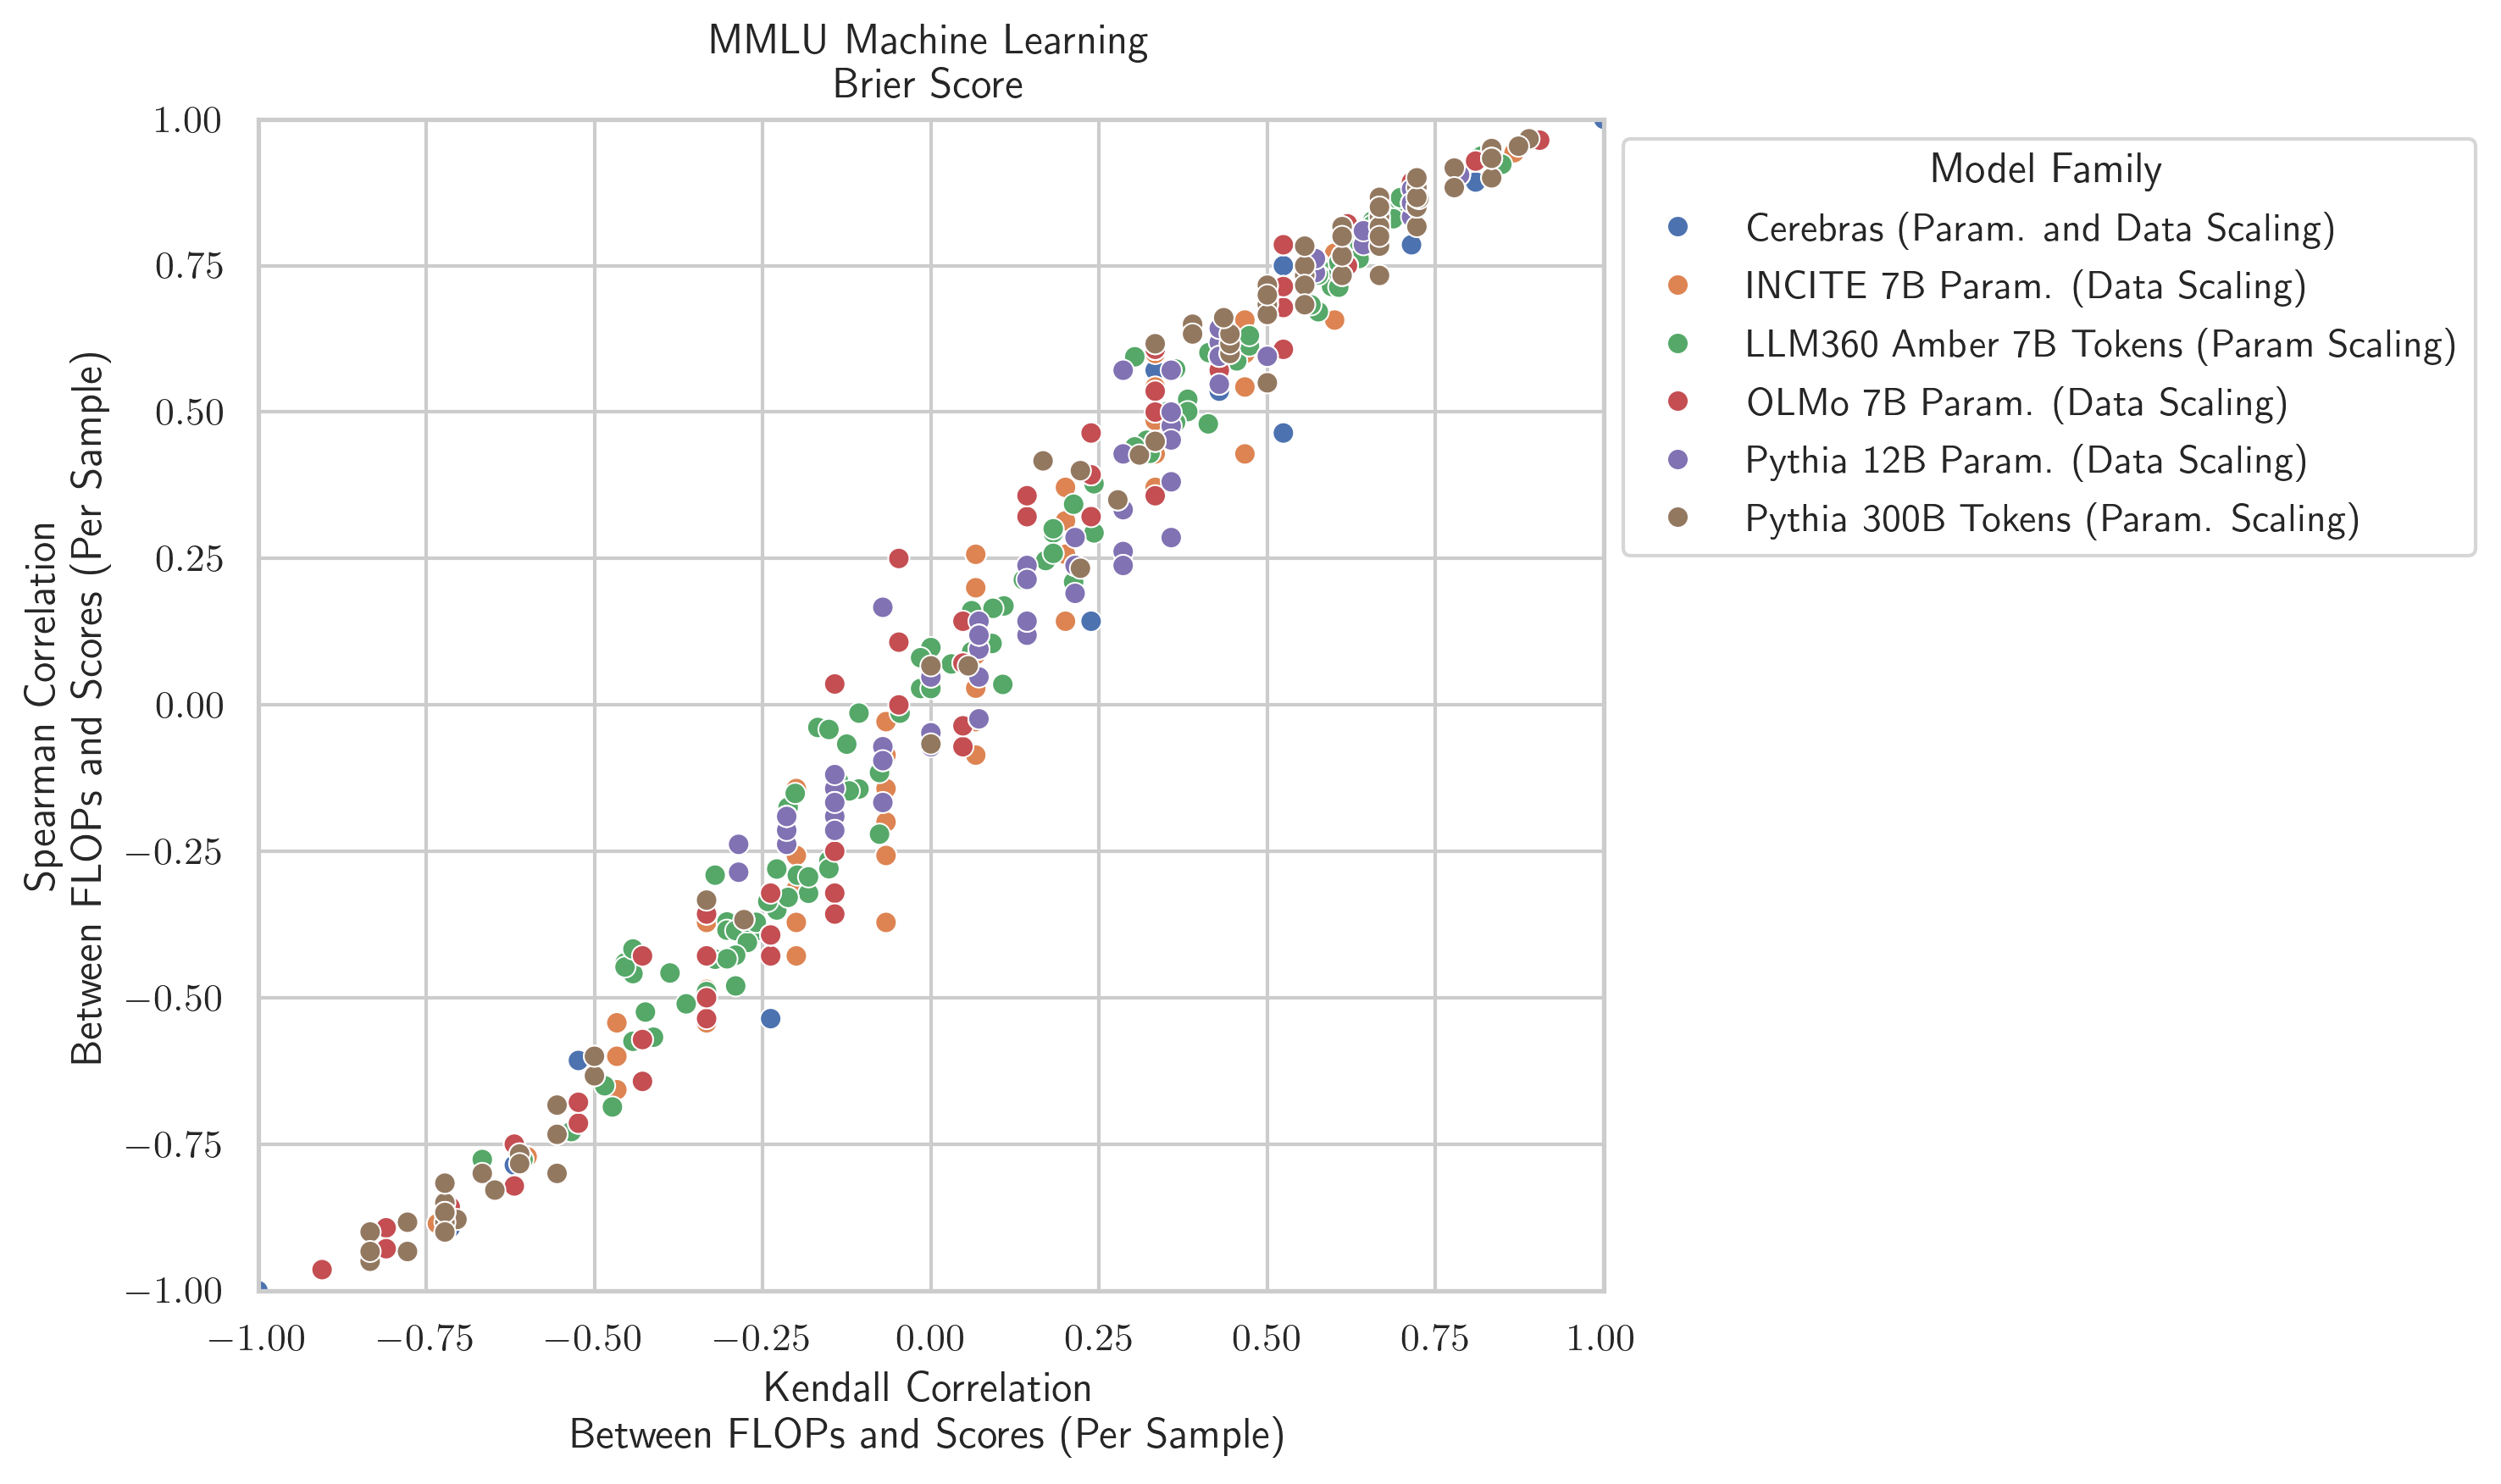 MMLU Machine Learning
Brier Score
1.00
0.75
0.50
0.25
0.00
−0.25
−0.50
−0.75
−1.00
Spearman Correlation
Between FLOPs and Scores (Per Sample)
−1.00 −0.75 −0.50 −0.25 0.00 0.25 0.50 0.75 1.00
Kendall Correlation
Between FLOPs and Scores (Per Sample)
Model Family
Cerebras (Param. and Data Scaling)
INCITE 7B Param. (Data Scaling)
LLM360 Amber 7B Tokens (Param Scaling)
OLMo 7B Param. (Data Scaling)
Pythia 12B Param. (Data Scaling)
Pythia 300B Tokens (Param. Scaling)